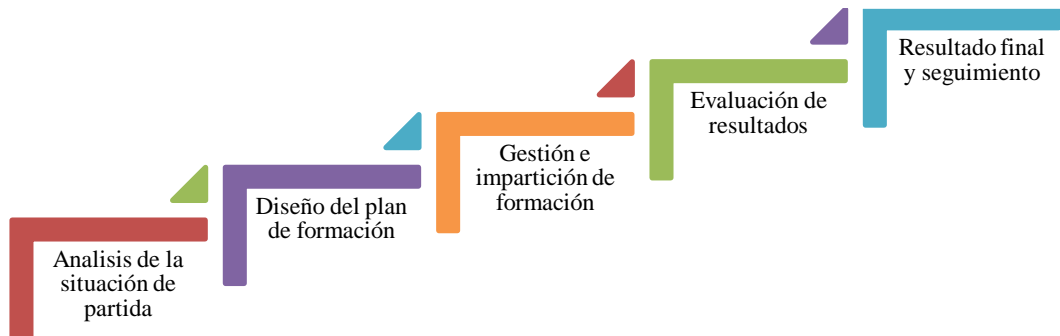 Analisis de la
situación de
partida
Diseño del plan
de formación
Gestión e
impartición de
formación
Evaluación de
resultados
Resultado final
y seguimiento